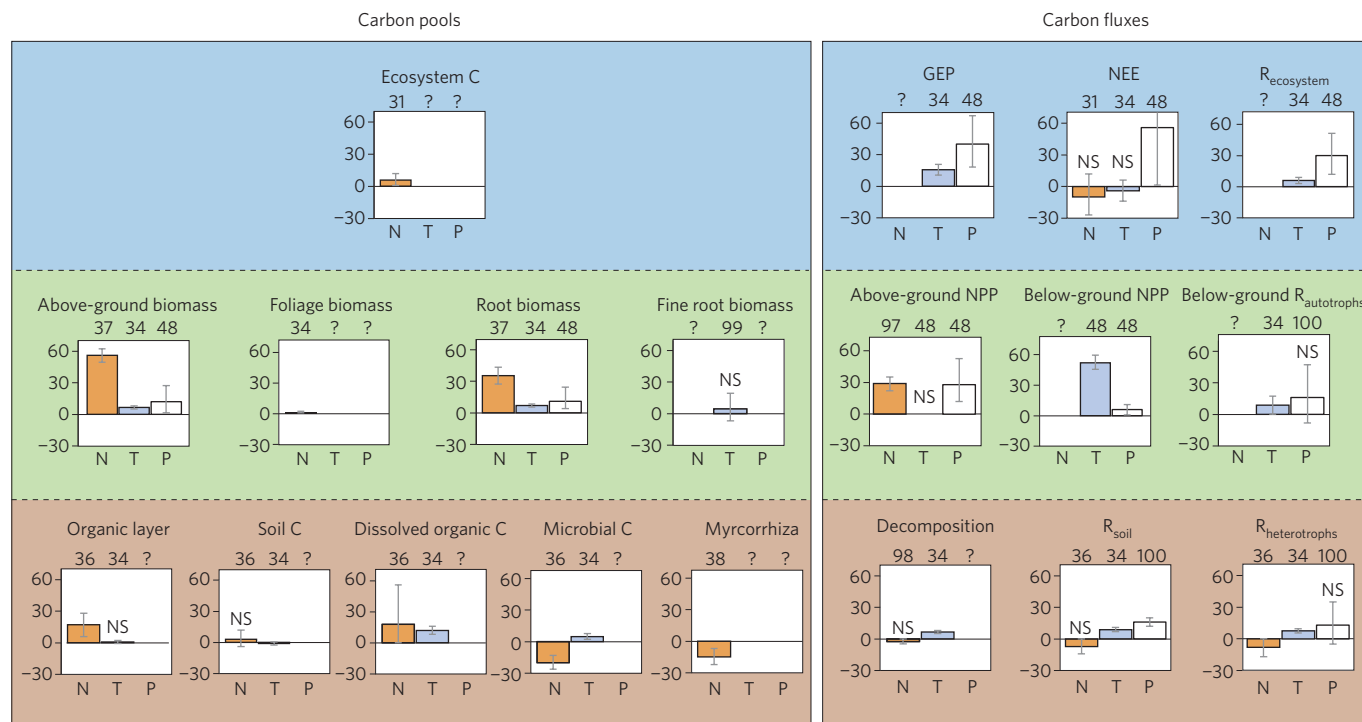 Carbon pools
Carbon fluxes
Ecosystem C
31 ? ?
60
30
0
−30
N T P
GEP
? 34 48
60
30
0
−30
N T P
NEE
31 34 48
60
30
0
−30
NS NS
N T P
R_ecosystem
? 34 48
60
30
0
−30
N T P
Above-ground biomass
37 34 48
60
30
0
−30
N T P
Foliage biomass
34 ? ?
60
30
0
−30
N T P
Root biomass
37 34 48
60
30
0
−30
N T P
Fine root biomass
? 99 ?
60
30
0
−30
NS
N T P
Above-ground NPP
97 48 48
60
30
0
−30
NS
N T P
Below-ground NPP
? 48 48
60
30
0
−30
N T P
Below-ground R_autotrophs
? 34 100
60
30
0
−30
NS
N T P
Organic layer
36 34 ?
60
30
0
−30
NS
N T P
Soil C
36 34 ?
60
30
0
−30
NS
N T P
Dissolved organic C
36 34 ?
60
30
0
−30
N T P
Microbial C
36 34 ?
60
30
0
−30
N T P
Myrcorrhiza
38 ? ?
60
30
0
−30
N T P
Decomposition
98 34 ?
60
30
0
−30
NS
N T P
R_soil
36 34 100
60
30
0
−30
NS
N T P
R_heterotrophs
36 34 100
60
30
0
−30
NS
N T P